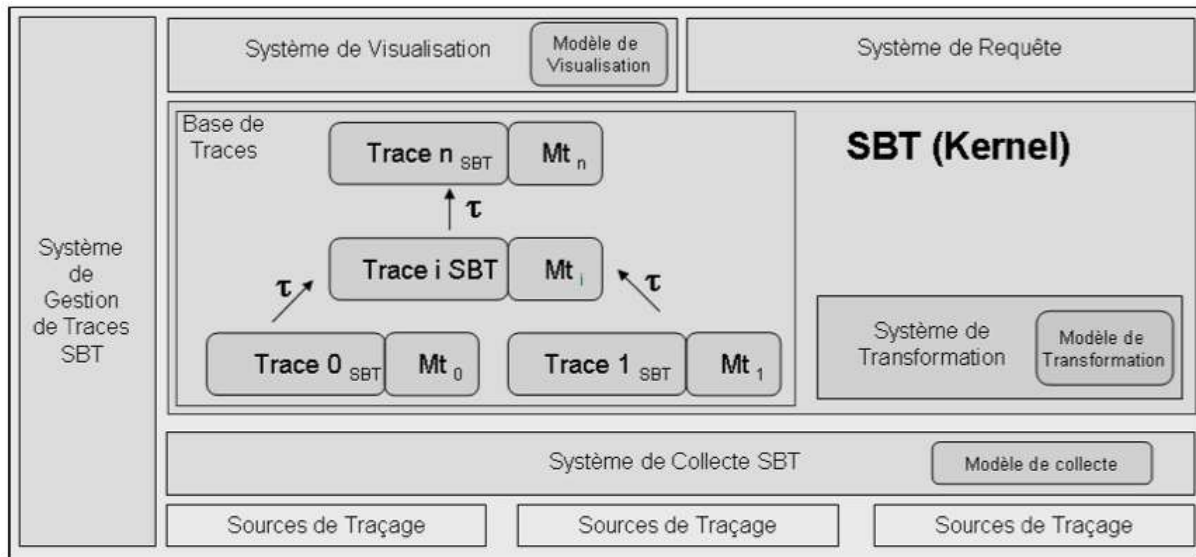 Système de Visualisation
Modèle de
Visualisation
Système de Requête
Base de
Traces
Trace n SBT
Mt n
SBT (Kernel)
τ
Trace i SBT
Mt i
τ
τ
Système
de
Gestion
de Traces
SBT
Trace 0 SBT
Mt 0
Trace 1 SBT
Mt 1
Système de
Transformation
Modèle de
Transformation
Système de Collecte SBT
Modèle de collecte
Sources de Traçage
Sources de Traçage
Sources de Traçage